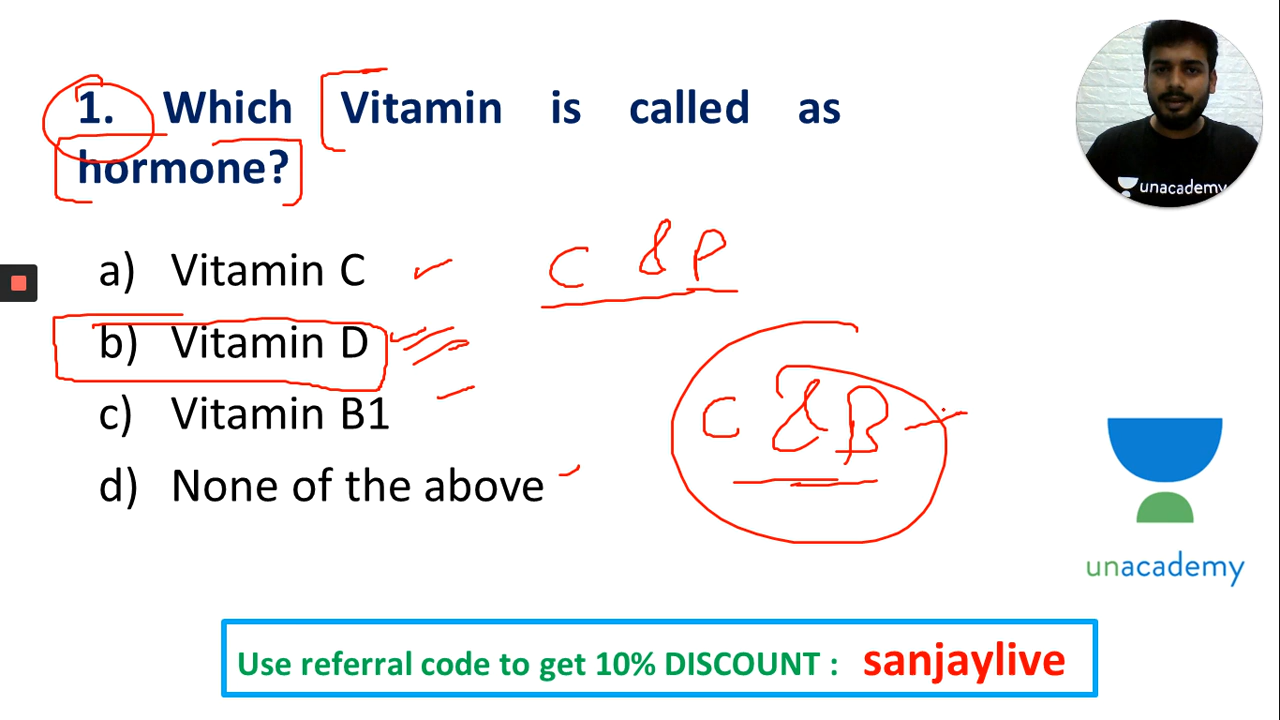 1. Which Vitamin is called as
hormone?
a) Vitamin C
C & P
b) Vitamin D
c) Vitamin B1
C & B
d) None of the above
unacademy
unacademy
Use referral code to get 10% DISCOUNT : sanjaylive